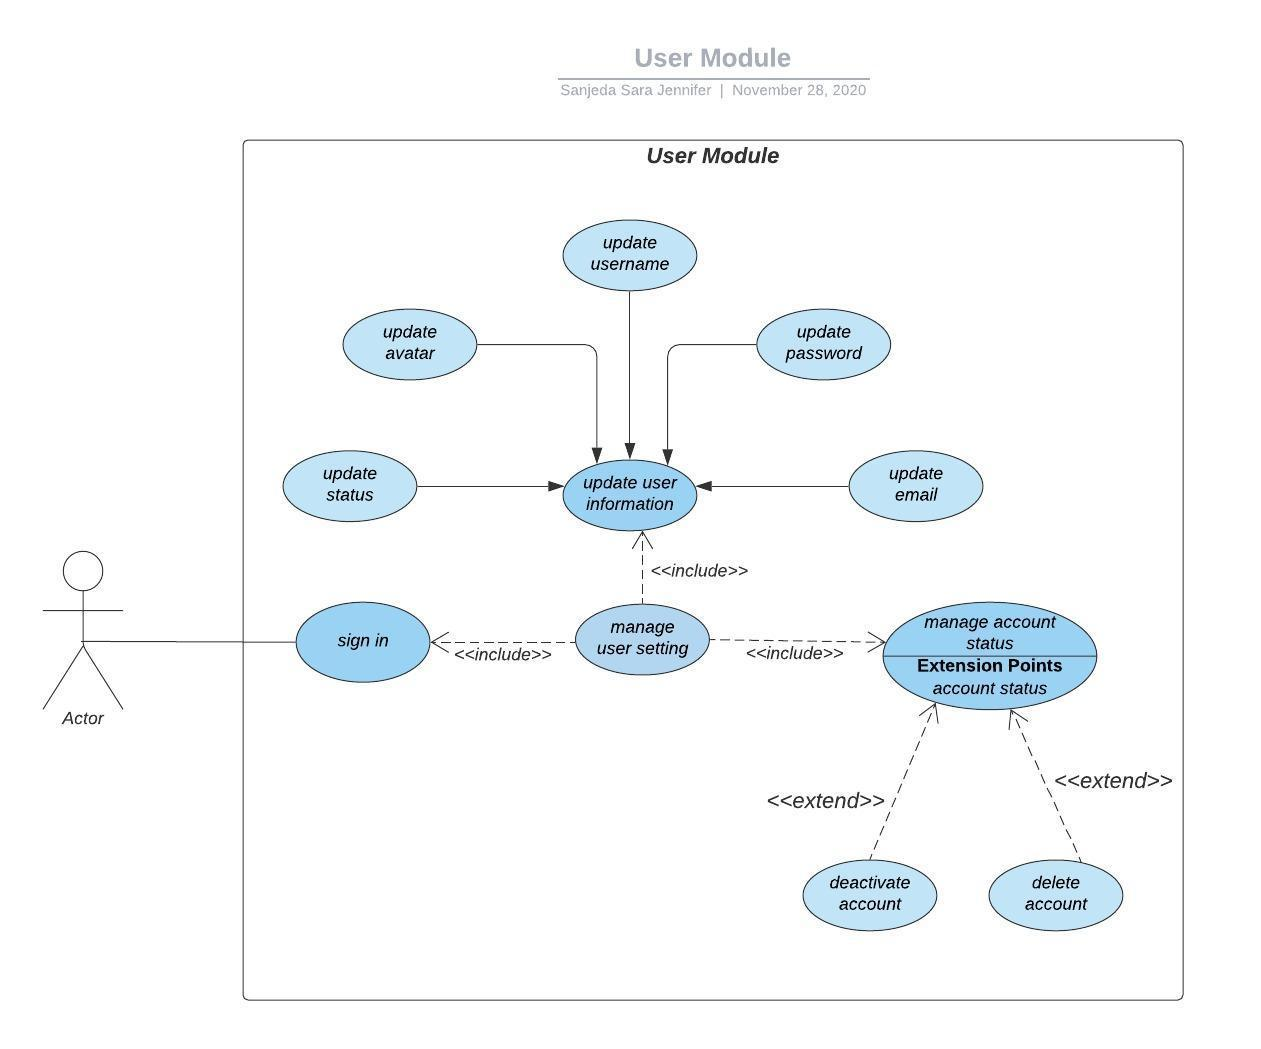 User Module
Sanjeda Sara Jennifer | November 28, 2020
User Module
update
username
update
avatar
update
password
update
status
update user
information
update
email
<<include>>
sign in
<<include>>
manage
user setting
<<include>>
manage account
status
Extension Points
account status
Actor
<<extend>>
<<extend>>
deactivate
account
delete
account